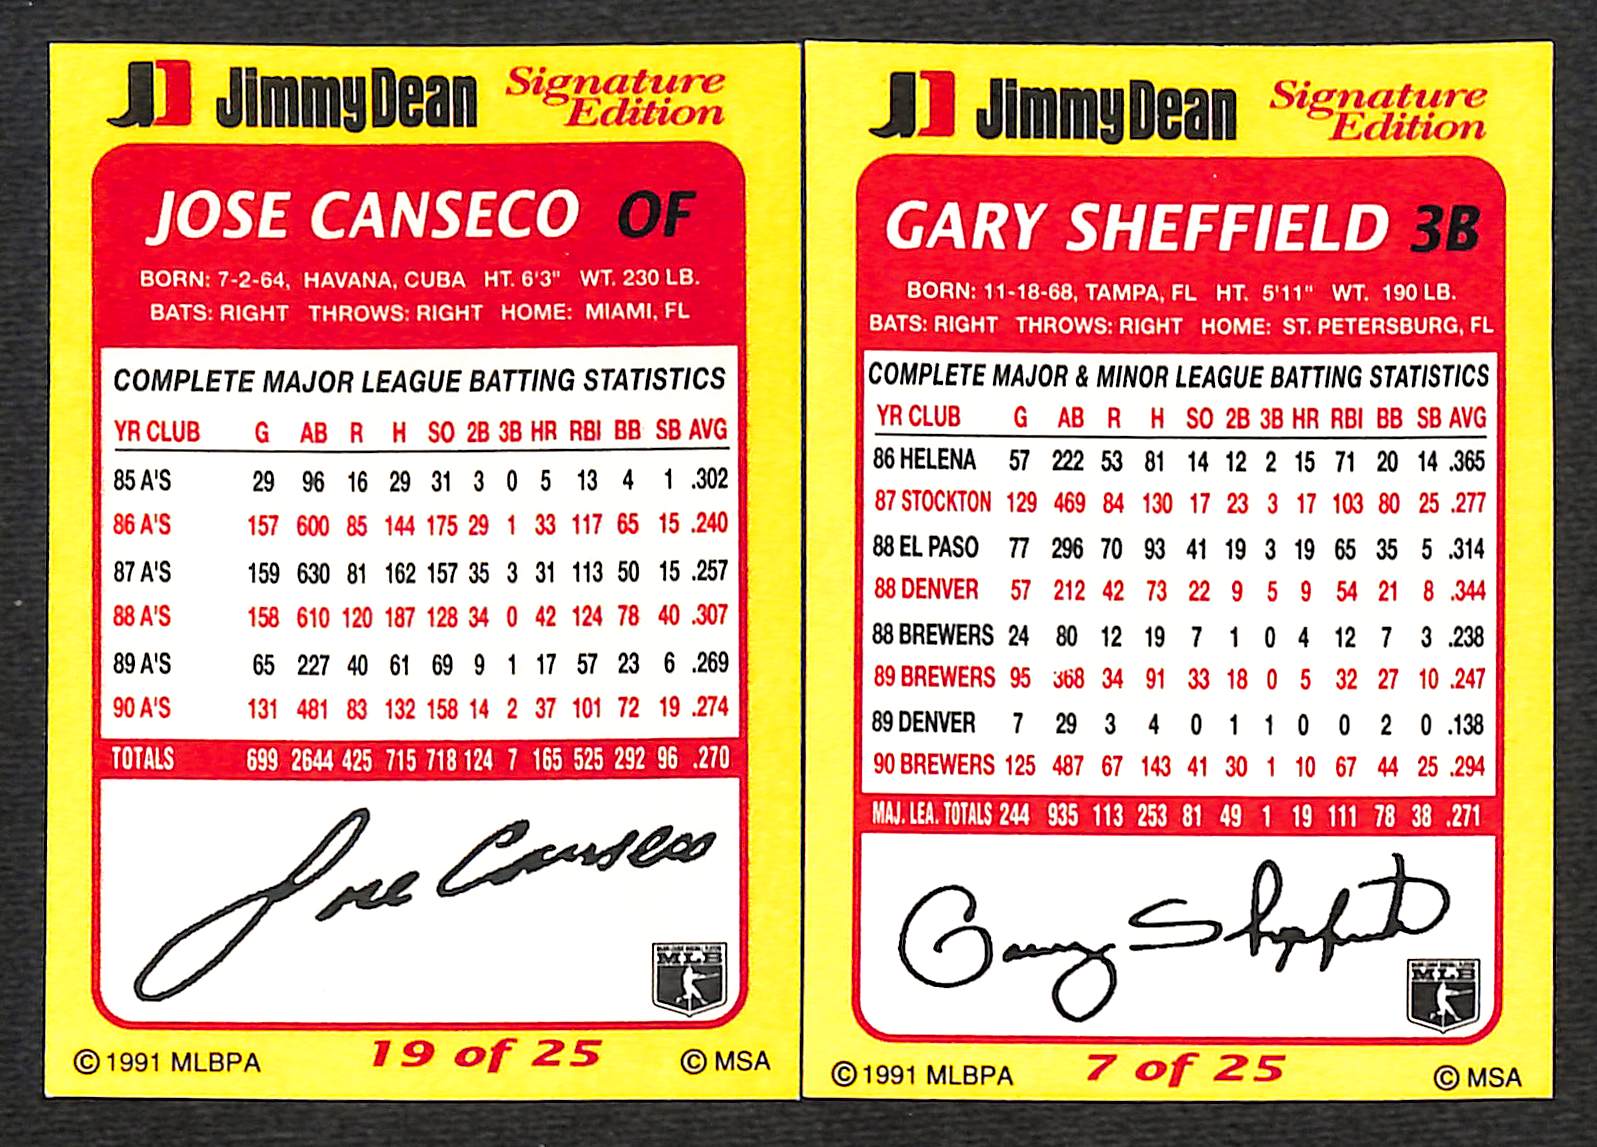 Jimmy Dean Signature Edition
JOSE CANSECO OF
BORN: 7-2-64, HAVANA, CUBA HT. 6'3" WT. 230 LB.
BATS: RIGHT THROWS: RIGHT HOME: MIAMI, FL
COMPLETE MAJOR LEAGUE BATTING STATISTICS
YR CLUB G AB R H SO 2B 3B HR RBI BB SB AVG
85 A'S 29 96 16 29 31 3 0 5 13 4 1 .302
86 A'S 157 600 85 144 175 29 1 33 117 65 15 .240
87 A'S 159 630 81 162 157 35 3 31 113 50 15 .257
88 A'S 158 610 120 187 128 34 0 42 124 78 40 .307
89 A'S 65 227 40 61 69 9 1 17 57 23 6 .269
90 A'S 131 481 83 132 158 14 2 37 101 72 19 .274
TOTALS 699 2644 425 715 718 124 7 165 525 292 96 .270
Jose Canseco
MLB
© 1991 MLBPA 19 of 25 © MSA
Jimmy Dean Signature Edition
GARY SHEFFIELD 3B
BORN: 11-18-68, TAMPA, FL HT. 5'11" WT. 190 LB.
BATS: RIGHT THROWS: RIGHT HOME: ST. PETERSBURG, FL
COMPLETE MAJOR & MINOR LEAGUE BATTING STATISTICS
YR CLUB G AB R H SO 2B 3B HR RBI BB SB AVG
86 HELENA 57 222 53 81 14 12 2 15 71 20 14 .365
87 STOCKTON 129 469 84 130 17 23 3 17 103 80 25 .277
88 EL PASO 77 296 70 93 41 19 3 19 65 35 5 .314
88 DENVER 57 212 42 73 22 9 5 9 54 21 8 .344
88 BREWERS 24 80 12 19 7 1 0 4 12 7 3 .238
89 BREWERS 95 368 34 91 33 18 0 5 32 27 10 .247
89 DENVER 7 29 3 4 0 1 1 0 0 2 0 .138
90 BREWERS 125 487 67 143 41 30 1 10 67 44 25 .294
MAJ. LEA. TOTALS 244 935 113 253 81 49 1 19 111 78 38 .271
Gary Sheffield
MLB
© 1991 MLBPA 7 of 25 © MSA